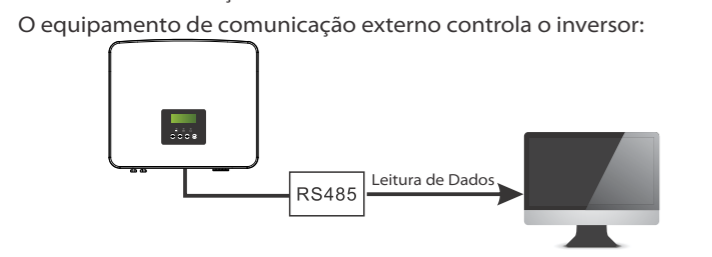 O equipamento de comunicação externo controla o inversor:
Leitura de Dados
RS485